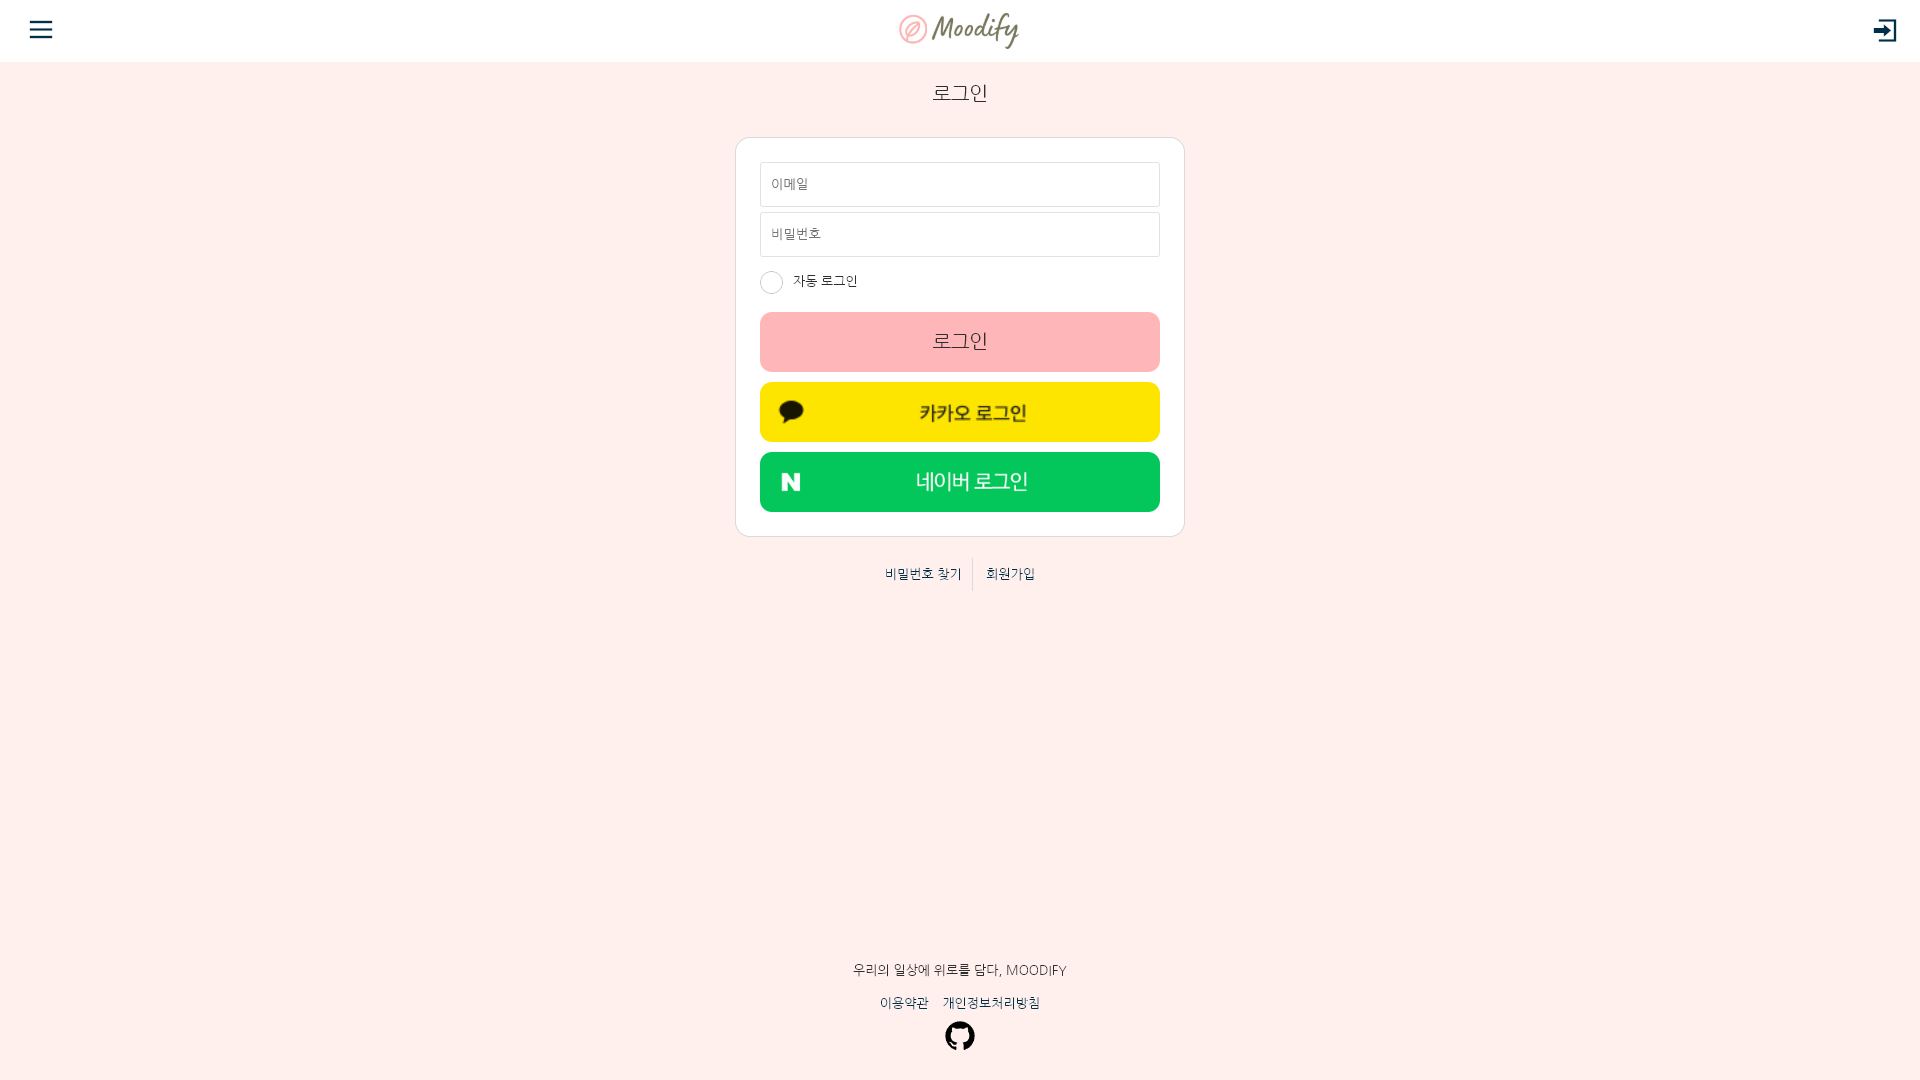 Moodify
로그인
이메일
비밀번호
자동 로그인
로그인
카카오 로그인
N 네이버 로그인
비밀번호 찾기 회원가입
우리의 일상에 위로를 담다, MOODIFY
이용약관 개인정보처리방침